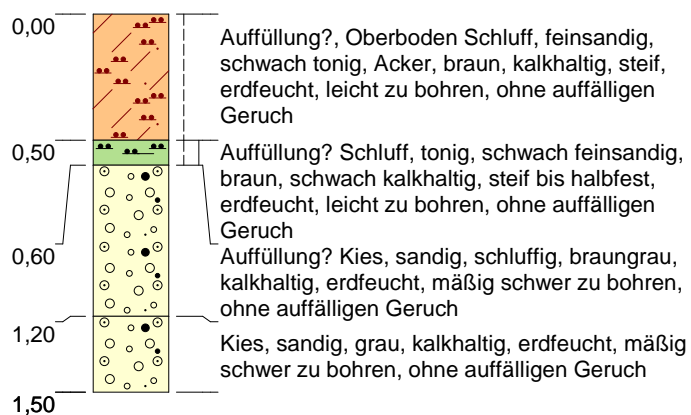 0,00
Auffüllung?, Oberboden Schluff, feinsandig,
schwach tonig, Acker, braun, kalkhaltig, steif,
erdfeucht, leicht zu bohren, ohne auffälligen
Geruch
0,50
Auffüllung? Schluff, tonig, schwach feinsandig,
braun, schwach kalkhaltig, steif bis halbfest,
erdfeucht, leicht zu bohren, ohne auffälligen
Geruch
0,60
Auffüllung? Kies, sandig, schluffig, braungrau,
kalkhaltig, erdfeucht, mäßig schwer zu bohren,
ohne auffälligen Geruch
1,20
Kies, sandig, grau, kalkhaltig, erdfeucht, mäßig
schwer zu bohren, ohne auffälligen Geruch
1,50